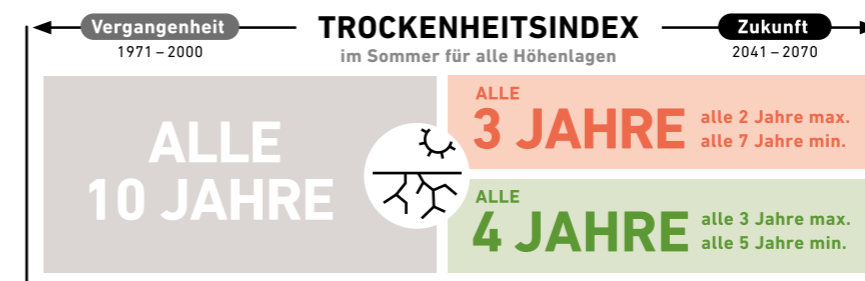 Vergangenheit
1971 – 2000
TROCKENHEITSINDEX
im Sommer für alle Höhenlagen
Zukunft
2041 – 2070
ALLE
10 JAHRE
ALLE
3 JAHRE
alle 2 Jahre max.
alle 7 Jahre min.
ALLE
4 JAHRE
alle 3 Jahre max.
alle 5 Jahre min.